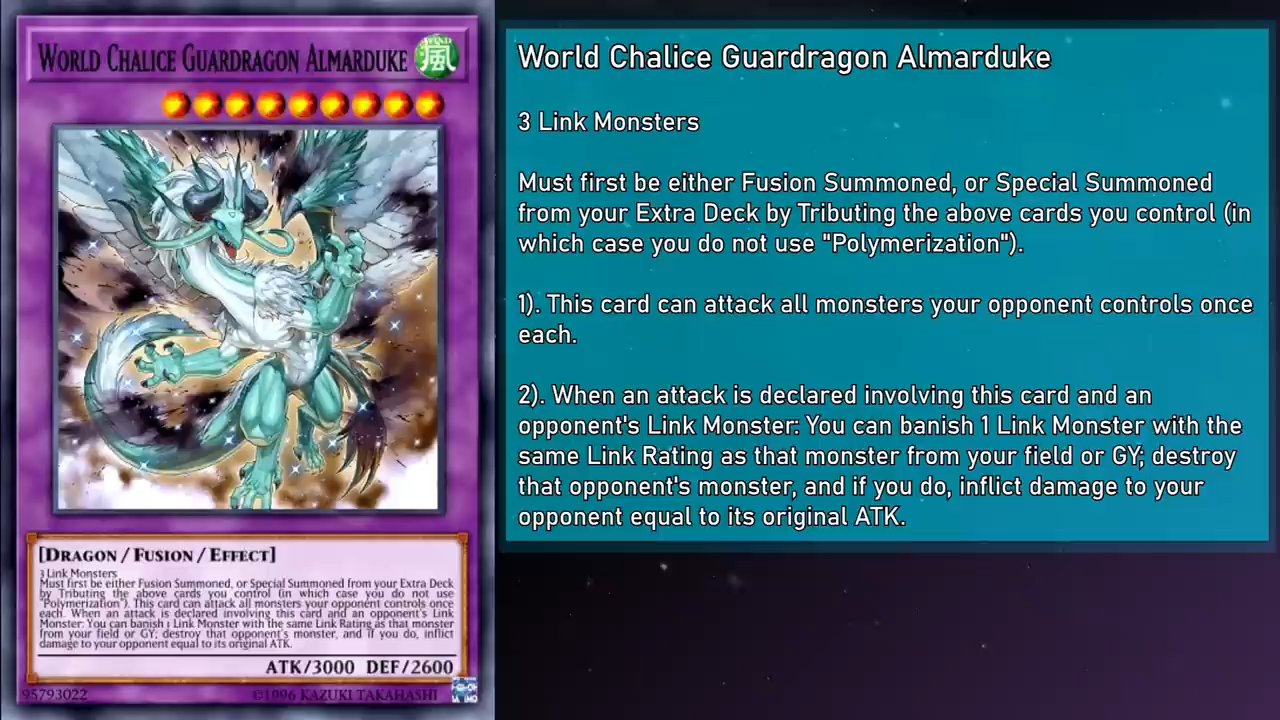 WORLD CHALICE GUARDRAGON ALMARDUKE
WIND
風
[DRAGON / FUSION / EFFECT]
3 Link Monsters
Must first be either Fusion Summoned, or Special Summoned from your Extra Deck
by Tributing the above cards you control (in which case you do not use
"Polymerization"). This card can attack all monsters your opponent controls once
each. When an attack is declared involving this card and an opponent's Link
Monster: You can banish 1 Link Monster with the same Link Rating as that monster
from your field or GY; destroy that opponent's monster, and if you do, inflict
damage to your opponent equal to its original ATK.
ATK/3000 DEF/2600
95793022
©1996 KAZUKI TAKAHASHI
World Chalice Guardragon Almarduke
3 Link Monsters
Must first be either Fusion Summoned, or Special Summoned
from your Extra Deck by Tributing the above cards you control (in
which case you do not use "Polymerization").
1). This card can attack all monsters your opponent controls once
each.
2). When an attack is declared involving this card and an
opponent's Link Monster: You can banish 1 Link Monster with the
same Link Rating as that monster from your field or GY; destroy
that opponent's monster, and if you do, inflict damage to your
opponent equal to its original ATK.